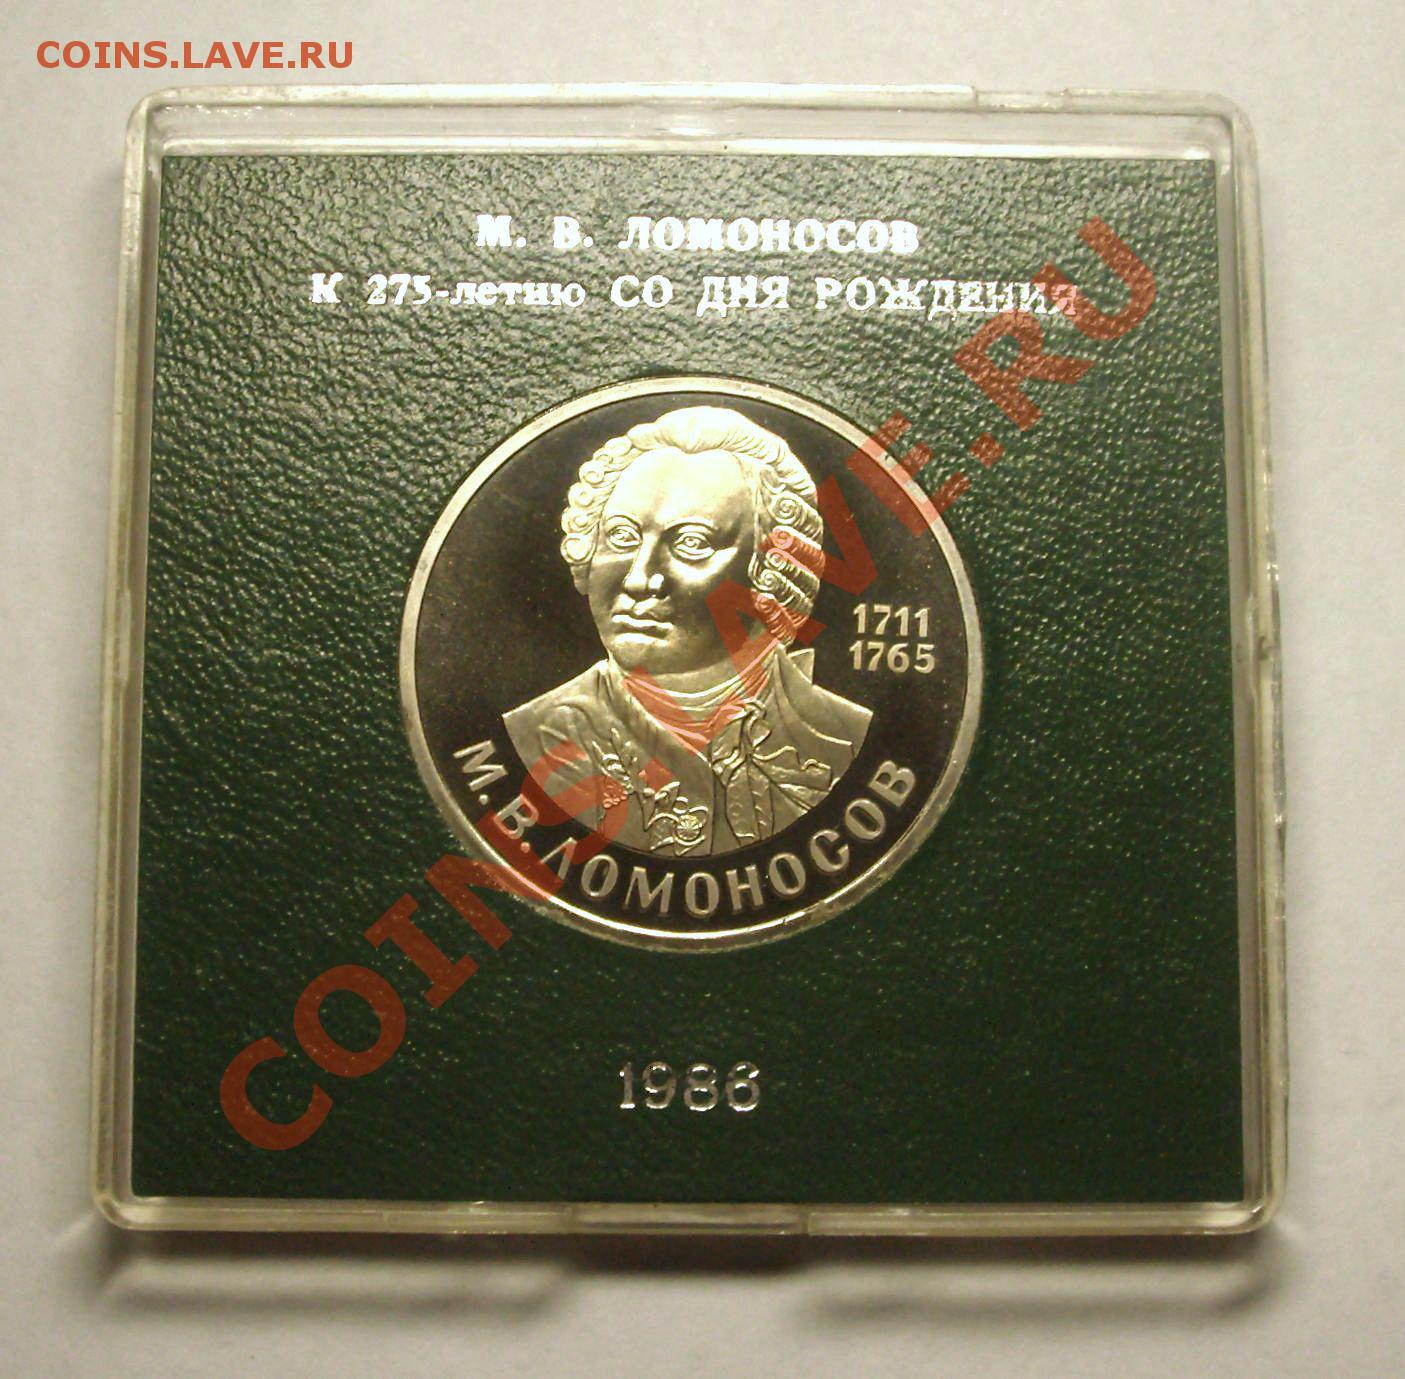 COINS.LAVE.RU
М. В. ЛОМОНОСОВ
К 275-летию СО ДНЯ РОЖДЕНИЯ
1711
1765
М.В.ЛОМОНОСОВ
1986
COINS.LAVE.RU